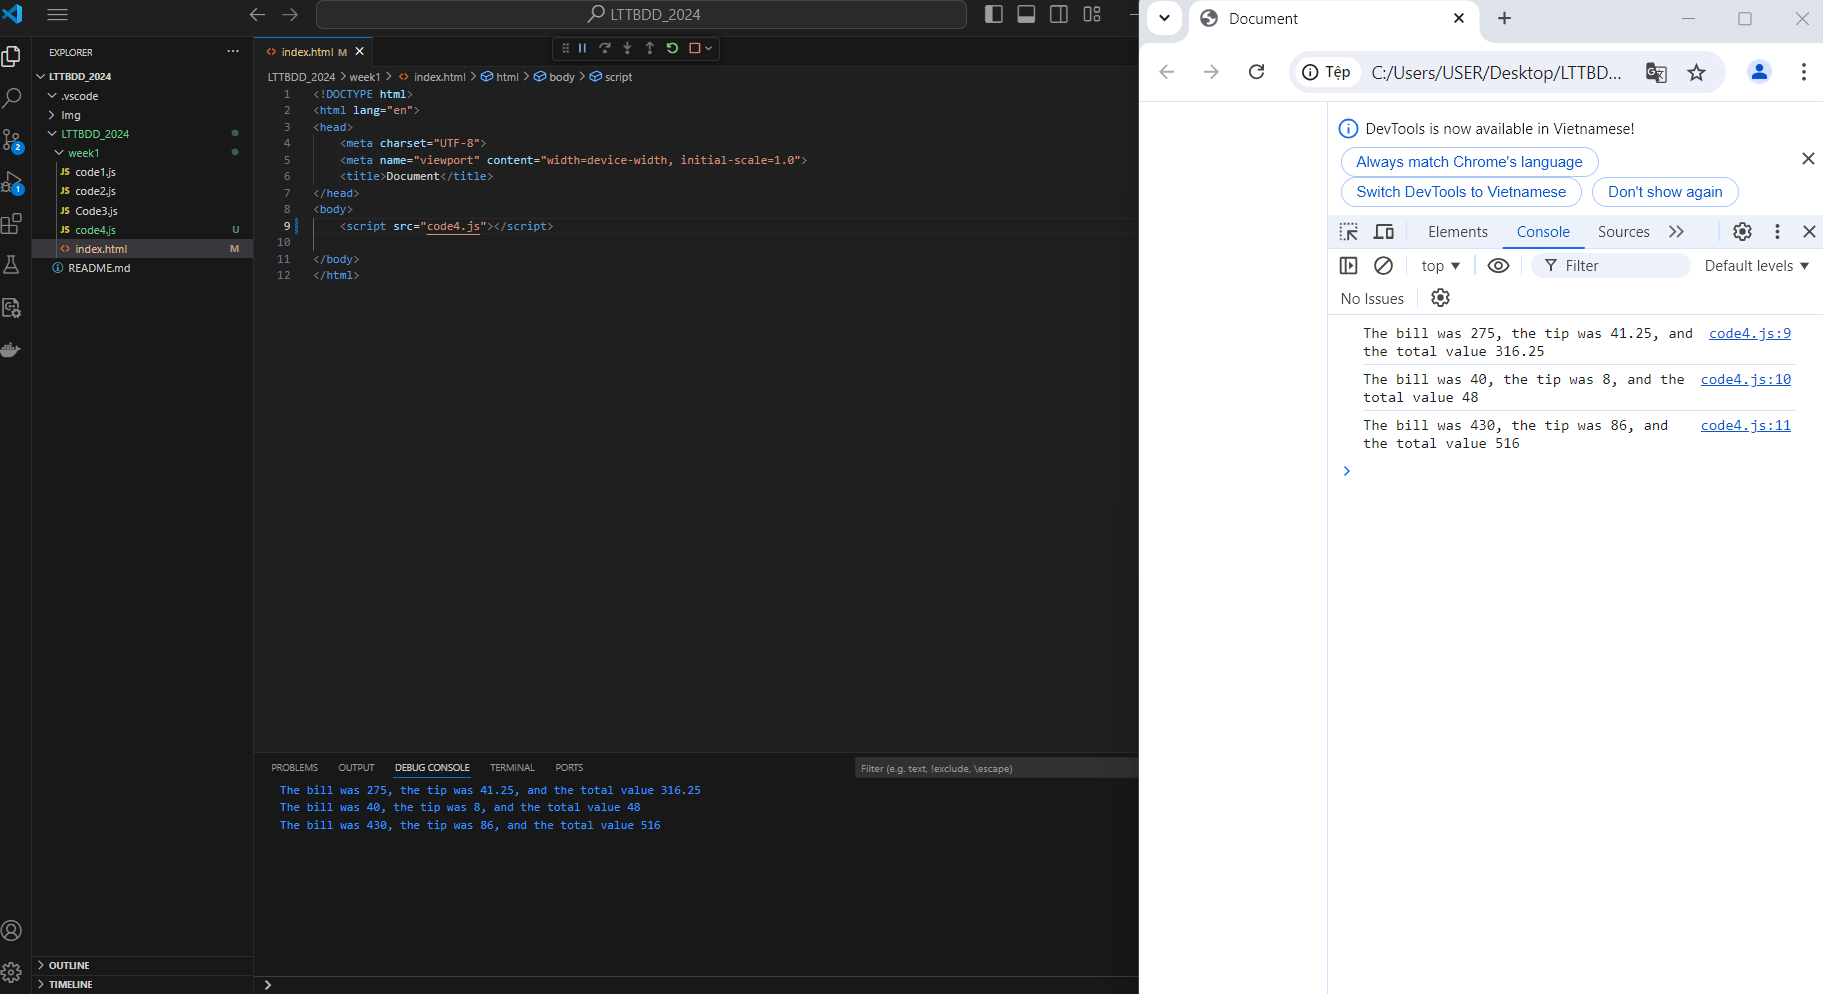 LTTBDD_2024
EXPLORER
LTTBDD_2024
.vscode
Img
LTTBDD_2024
week1
JS code1.js
JS code2.js
JS Code3.js
JS code4.js U
<> index.html M
README.md
OUTLINE
TIMELINE
2
1
<> index.html M
LTTBDD_2024 > week1 > <> index.html > html > body > script
1 <!DOCTYPE html>
2 <html lang="en">
3 <head>
4 <meta charset="UTF-8">
5 <meta name="viewport" content="width=device-width, initial-scale=1.0">
6 <title>Document</title>
7 </head>
8 <body>
9 <script src="code4.js"></script>
10
11 </body>
12 </html>
PROBLEMS OUTPUT DEBUG CONSOLE TERMINAL PORTS
Filter (e.g. text, !exclude, \escape)
The bill was 275, the tip was 41.25, and the total value 316.25
The bill was 40, the tip was 8, and the total value 48
The bill was 430, the tip was 86, and the total value 516
Document
Tệp C:/Users/USER/Desktop/LTTBD...
DevTools is now available in Vietnamese!
Always match Chrome's language
Switch DevTools to Vietnamese Don't show again
Elements Console Sources
top Filter Default levels
No Issues
The bill was 275, the tip was 41.25, and code4.js:9
the total value 316.25
The bill was 40, the tip was 8, and the code4.js:10
total value 48
The bill was 430, the tip was 86, and code4.js:11
the total value 516